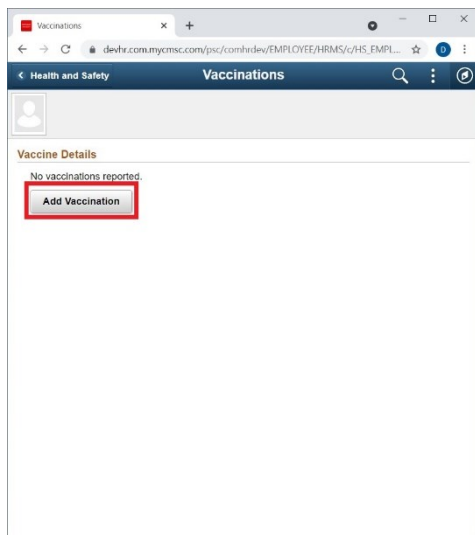 Vaccinations
devhr.com.mycmsc.com/psc/comhrdev/EMPLOYEE/HRMS/c/HS_EMPL...
D
Health and Safety
Vaccinations
Vaccine Details
No vaccinations reported.
Add Vaccination